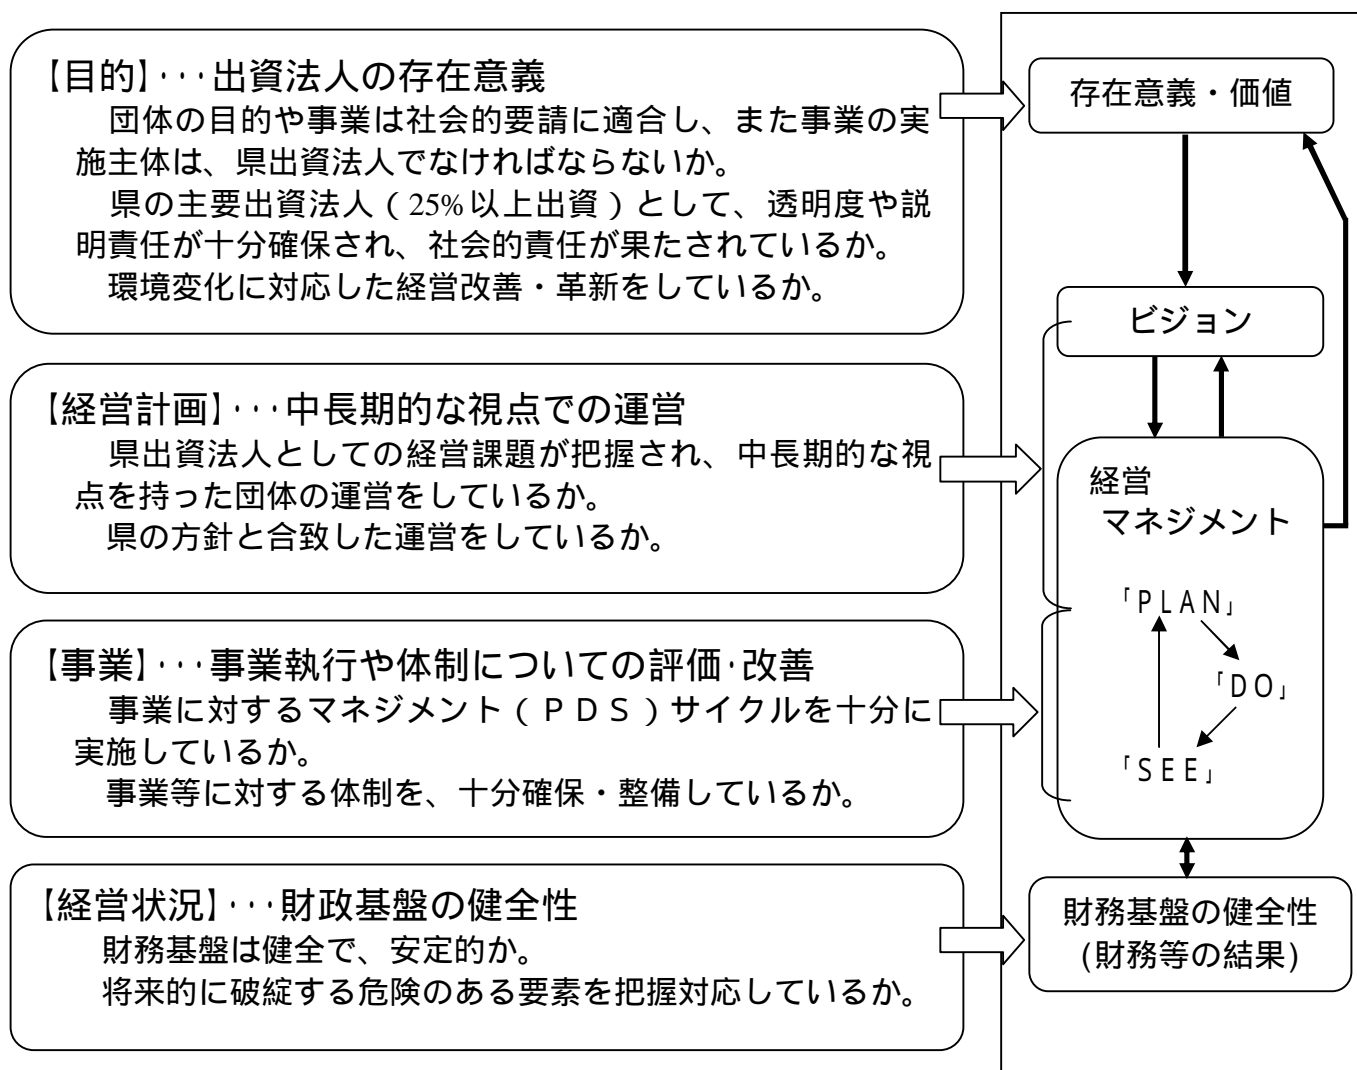 【目的】･･･出資法人の存在意義
団体の目的や事業は社会的要請に適合し、また事業の実
施主体は、県出資法人でなければならないか。
県の主要出資法人（25%以上出資）として、透明度や説
明責任が十分確保され、社会的責任が果たされているか。
環境変化に対応した経営改善・革新をしているか。
【経営計画】･･･中長期的な視点での運営
県出資法人としての経営課題が把握され、中長期的な視
点を持った団体の運営をしているか。
県の方針と合致した運営をしているか。
【事業】･･･事業執行や体制についての評価･改善
事業に対するマネジメント（ＰＤＳ）サイクルを十分に
実施しているか。
事業等に対する体制を、十分確保・整備しているか。
【経営状況】･･･財政基盤の健全性
財務基盤は健全で、安定的か。
将来的に破綻する危険のある要素を把握対応しているか。
存在意義・価値
ビジョン
経営
マネジメント
「ＰＬＡＮ」
「ＤＯ」
「ＳＥＥ」
財務基盤の健全性
(財務等の結果)